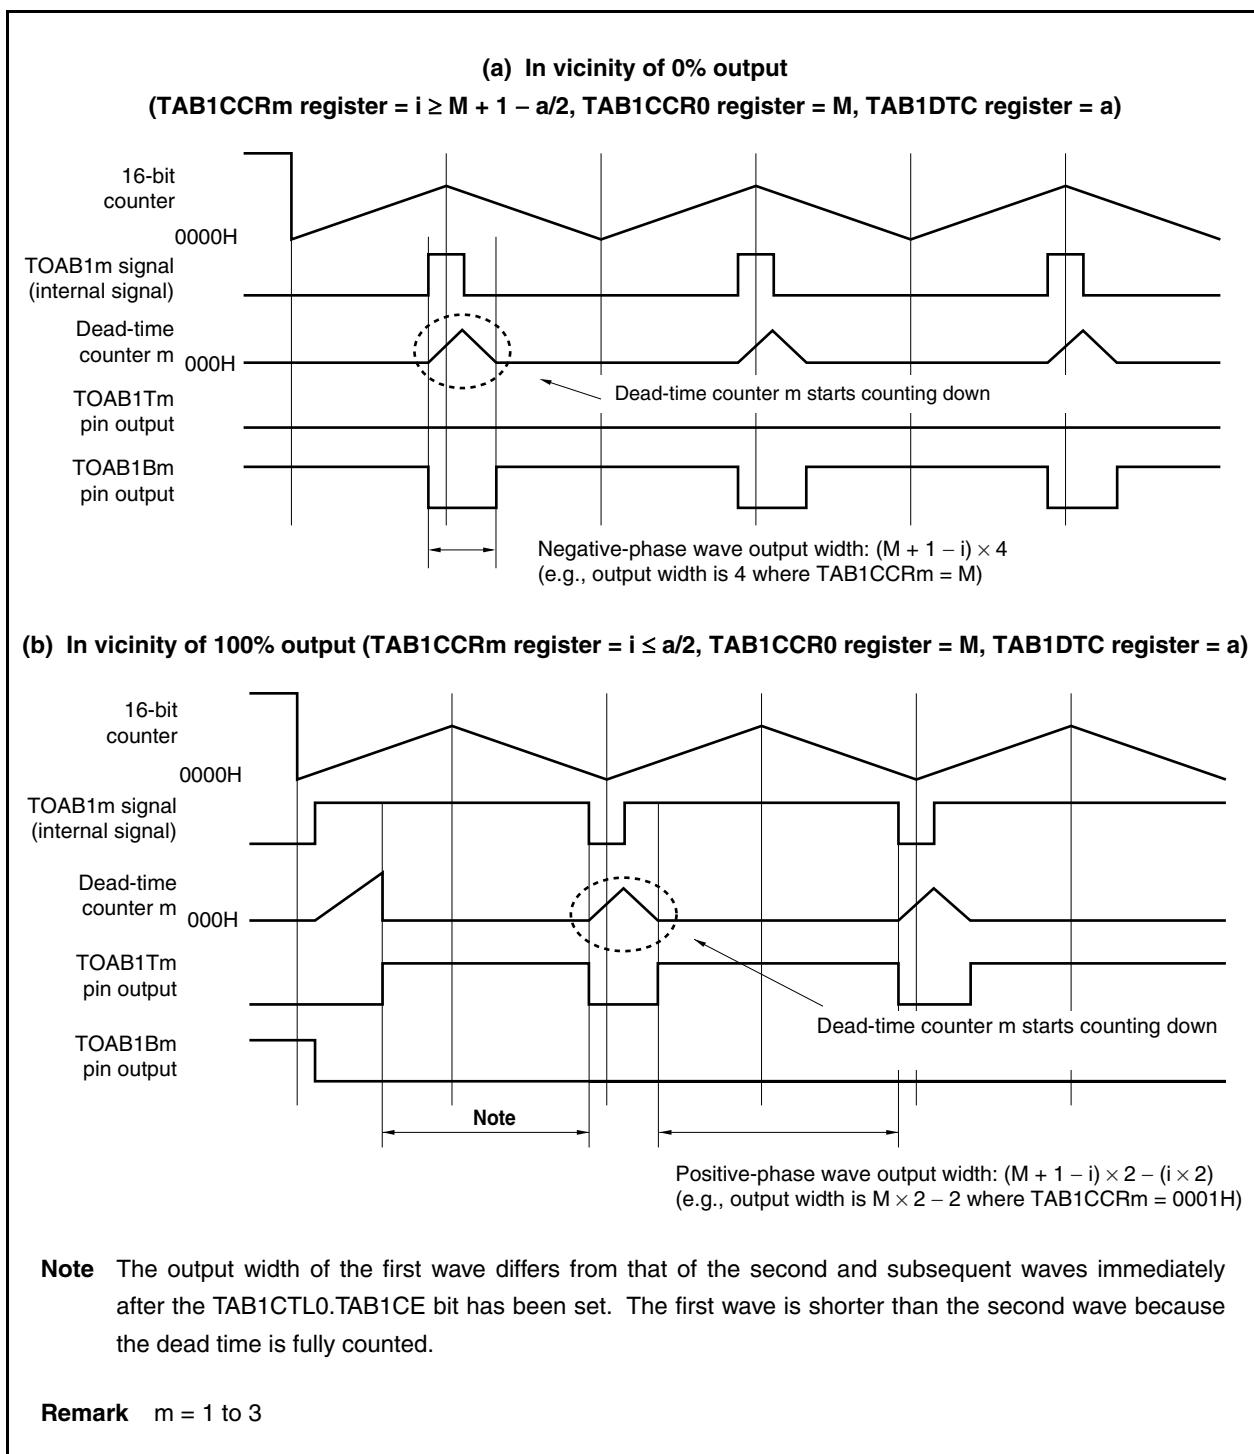 (a) In vicinity of 0% output
(TAB1CCRm register = i ≥ M + 1 – a/2, TAB1CCR0 register = M, TAB1DTC register = a)
16-bit
counter
0000H
TOAB1m signal
(internal signal)
Dead-time
counter m
000H
Dead-time counter m starts counting down
TOAB1Tm
pin output
TOAB1Bm
pin output
Negative-phase wave output width: (M + 1 – i) × 4
(e.g., output width is 4 where TAB1CCRm = M)
(b) In vicinity of 100% output (TAB1CCRm register = i ≤ a/2, TAB1CCR0 register = M, TAB1DTC register = a)
16-bit
counter
0000H
TOAB1m signal
(internal signal)
Dead-time
counter m
000H
TOAB1Tm
pin output
Dead-time counter m starts counting down
TOAB1Bm
pin output
Note
Positive-phase wave output width: (M + 1 – i) × 2 – (i × 2)
(e.g., output width is M × 2 – 2 where TAB1CCRm = 0001H)
Note The output width of the first wave differs from that of the second and subsequent waves immediately
after the TAB1CTL0.TAB1CE bit has been set. The first wave is shorter than the second wave because
the dead time is fully counted.
Remark m = 1 to 3